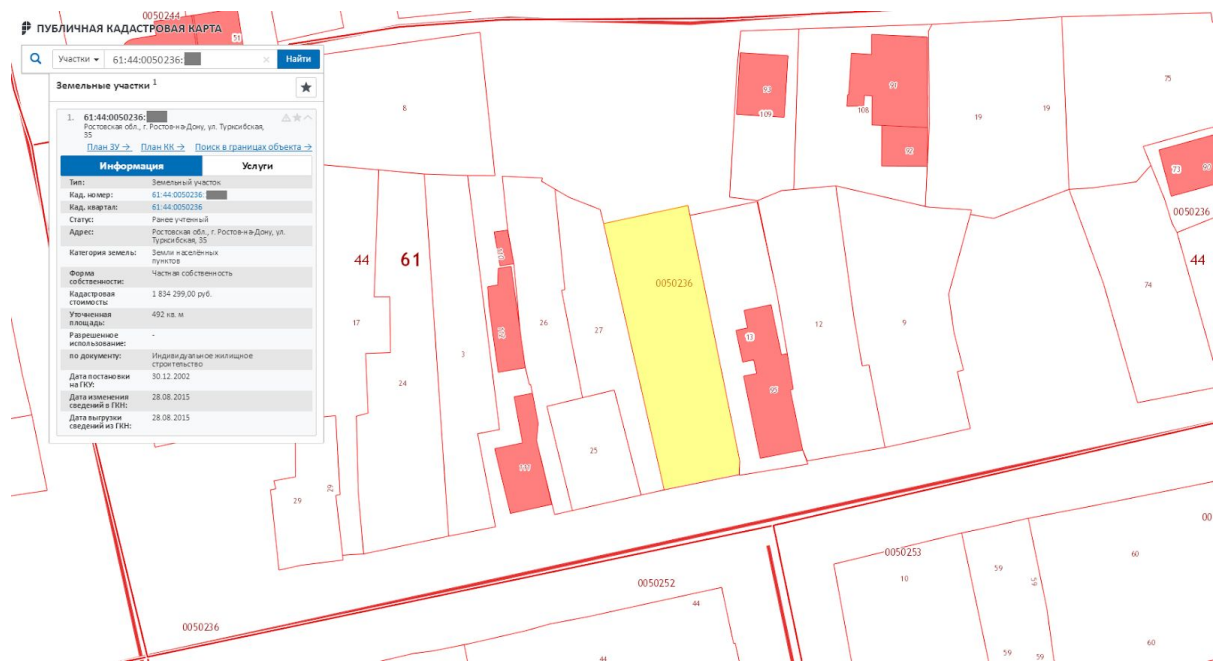 0050244
ПУБЛИЧНАЯ КАДАСТРОВАЯ КАРТА
51
Участки
61:44:0050236:
Найти
Земельные участки 1
1. 61:44:0050236:
Ростовская обл., г. Ростов-на-Дону, ул. Турксибская,
35
План ЗУ → План КК → Поиск в границах объекта →
Информация Услуги
Тип: Земельный участок
Кад. номер: 61:44:0050236:
Кад. квартал: 61:44:0050236
Статус: Ранее учтенный
Адрес: Ростовская обл., г. Ростов-на-Дону, ул.
Турксибская, 35
Категория земель: Земли населённых
пунктов
Форма Частная собственность
собственности:
Кадастровая 1 834 299,00 руб.
стоимость:
Уточненная 492 кв. м
площадь:
Разрешенное -
использование:
по документу: Индивидуальное жилищное
строительство
Дата постановки 30.12.2002
на ГКУ:
Дата изменения 28.08.2015
сведений в ГКН:
Дата выгрузки 28.08.2015
сведений из ГКН:
8
93
109
91
108
92
19
19
75
73
0050236
44
61
44
0050236
74
17
26
27
13
12
9
3
24
95
25
29
29
0050253
10
59
59
60
00
0050252
44
0050236
44
59
59
60